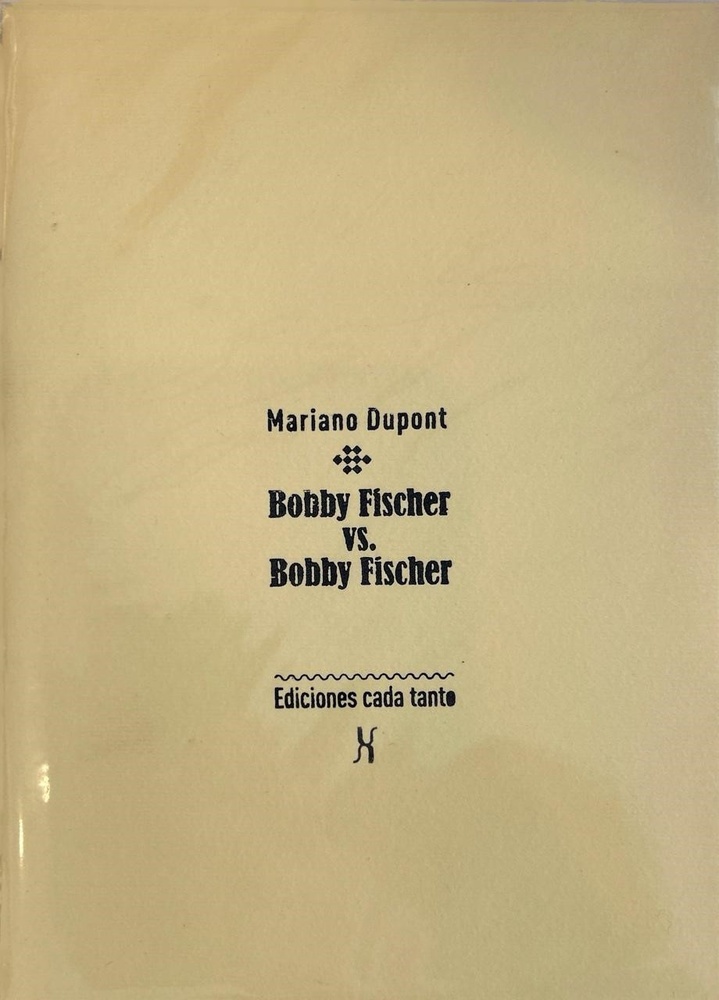 Mariano Dupont
Bobby Fischer
vs.
Bobby Fischer
Ediciones cada tanto